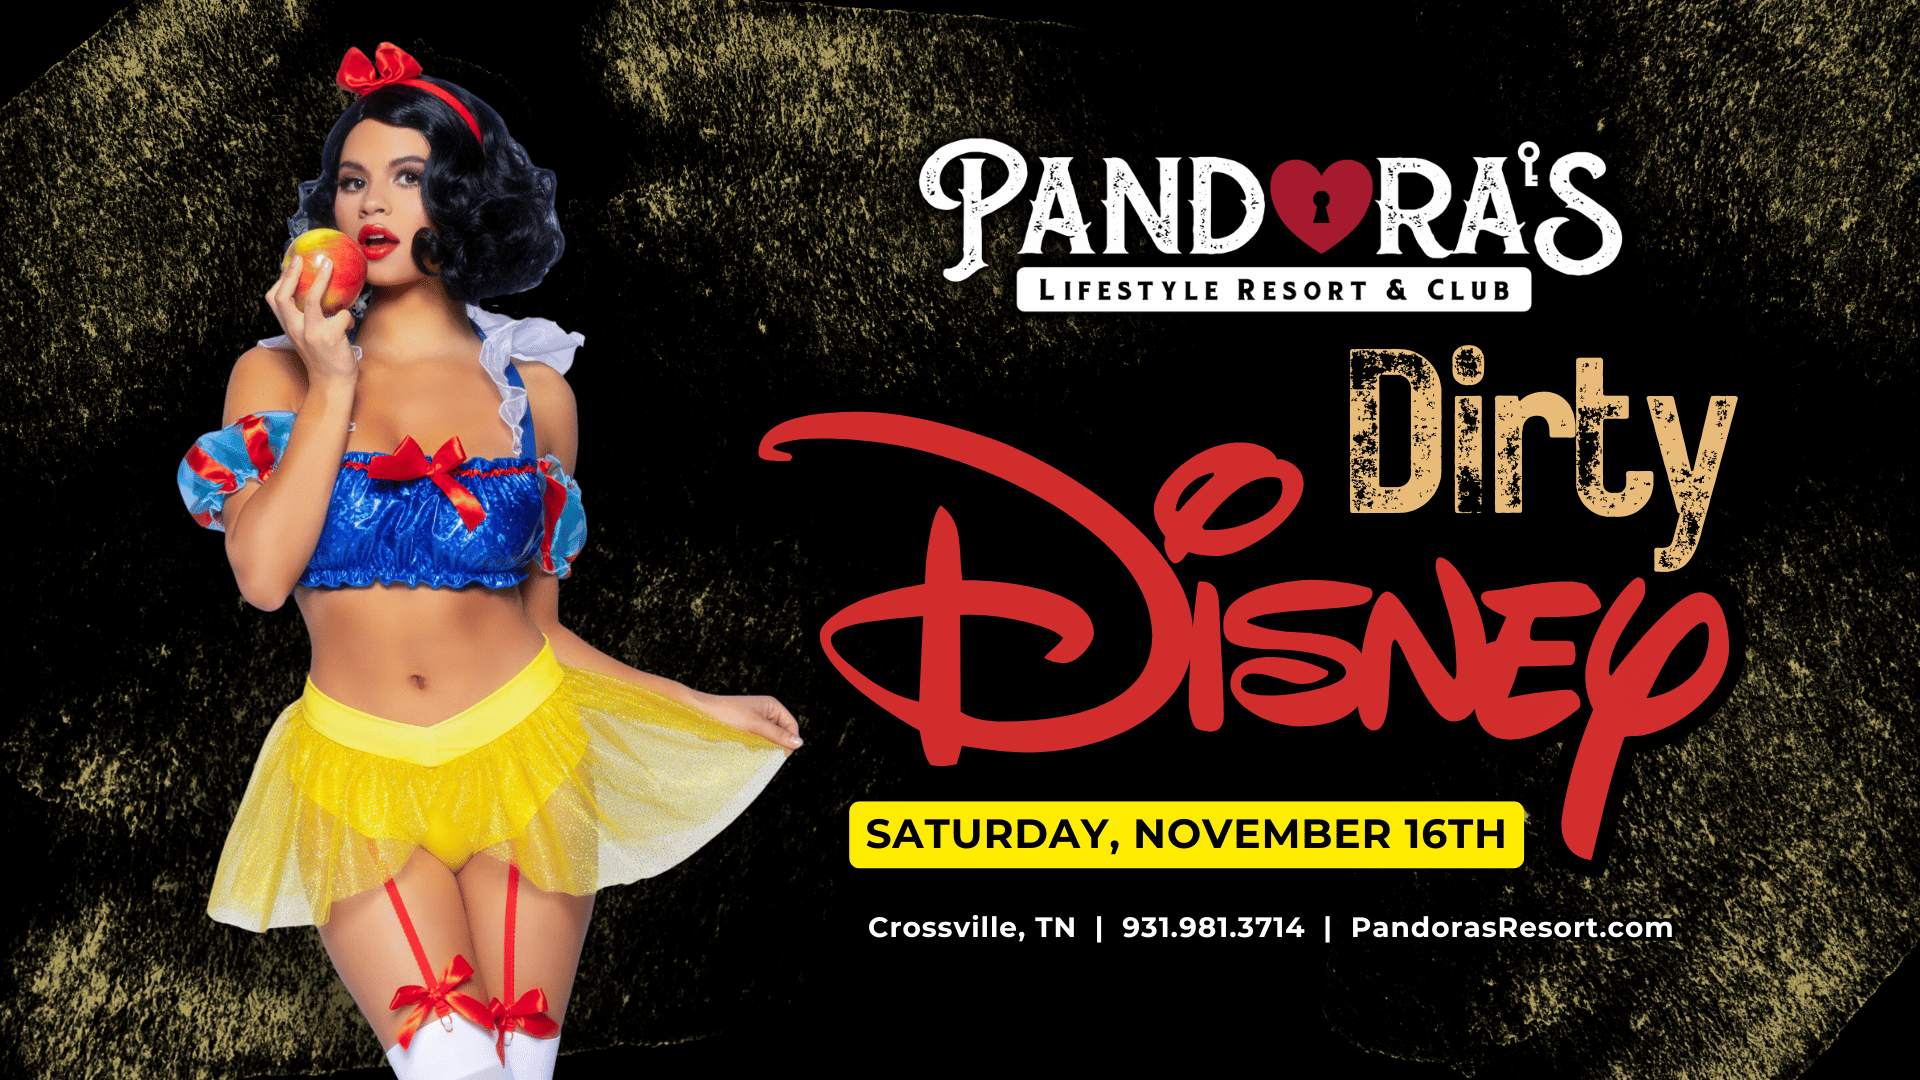 PANDORA'S
LIFESTYLE RESORT & CLUB
Dirty
DISNEY
SATURDAY, NOVEMBER 16TH
Crossville, TN | 931.981.3714 | PandorasResort.com